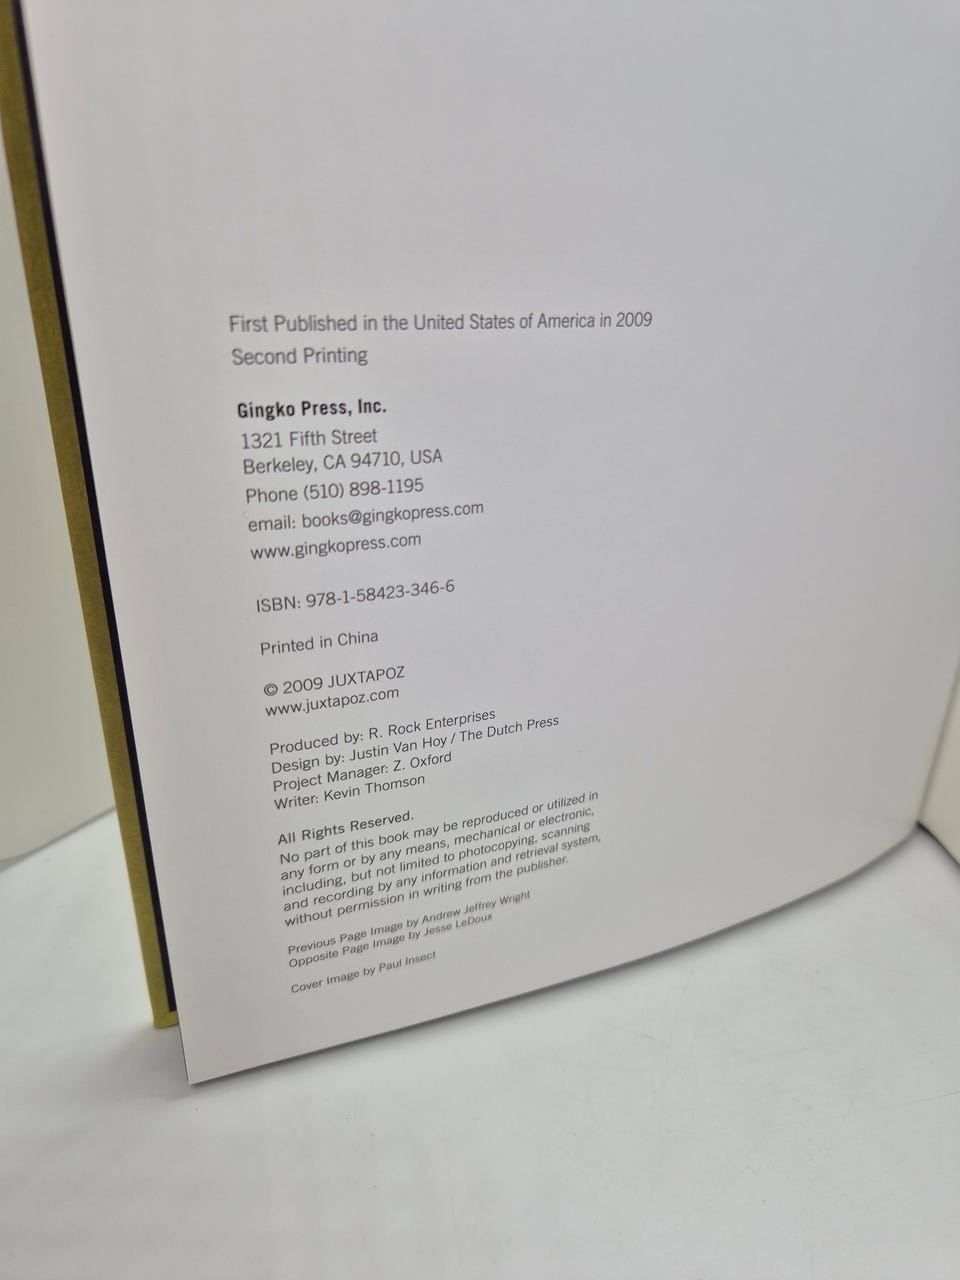 First Published in the United States of America in 2009
Second Printing
Gingko Press, Inc.
1321 Fifth Street
Berkeley, CA 94710, USA
Phone (510) 898-1195
email: books@gingkopress.com
www.gingkopress.com
ISBN: 978-1-58423-346-6
Printed in China
© 2009 JUXTAPOZ
www.juxtapoz.com
Produced by: R. Rock Enterprises
Design by: Justin Van Hoy / The Dutch Press
Project Manager: Z. Oxford
Writer: Kevin Thomson
All Rights Reserved.
No part of this book may be reproduced or utilized in
any form or by any means, mechanical or electronic,
including, but not limited to photocopying, scanning
and recording by any information and retrieval system,
without permission in writing from the publisher.
Previous Page Image by Andrew Jeffrey Wright
Opposite Page Image by Jesse LeDoux
Cover Image by Paul Insect